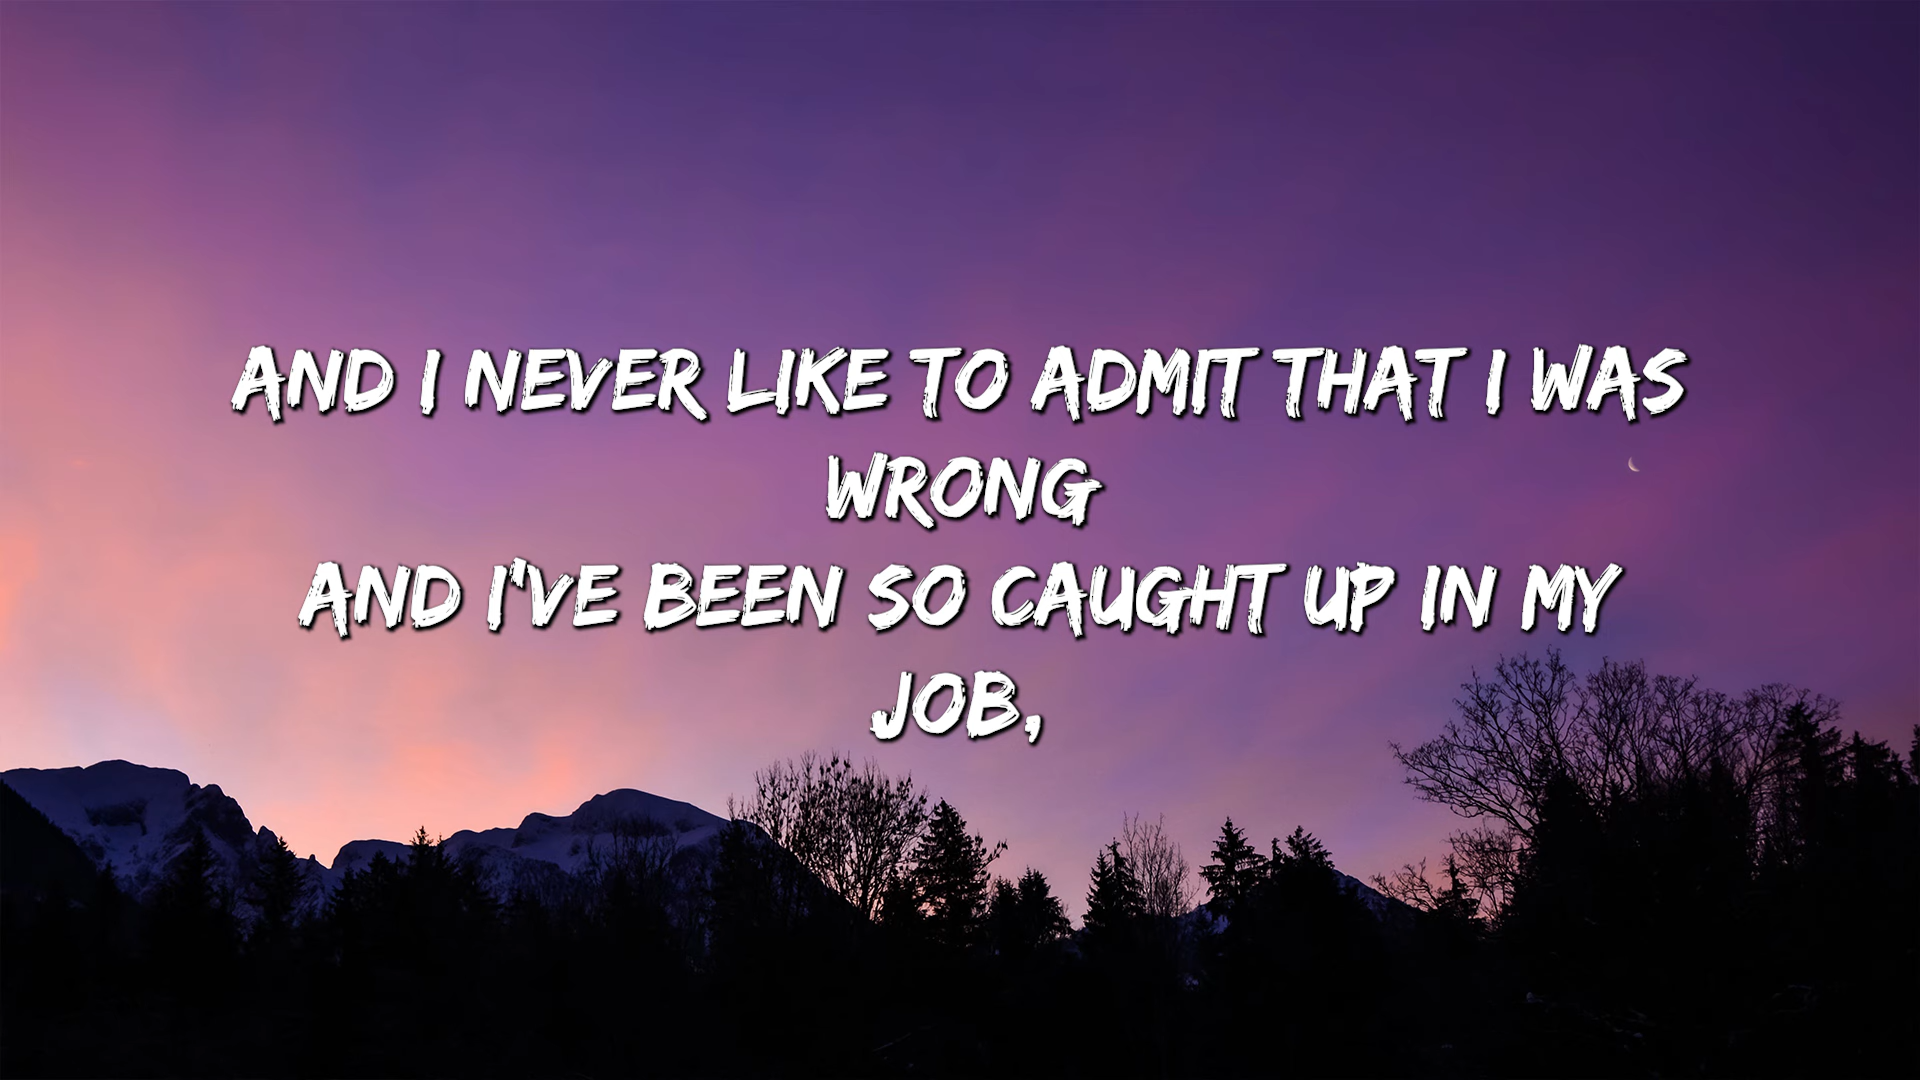 AND I NEVER LIKE TO ADMIT THAT I WAS
WRONG
AND I'VE BEEN SO CAUGHT UP IN MY
JOB,